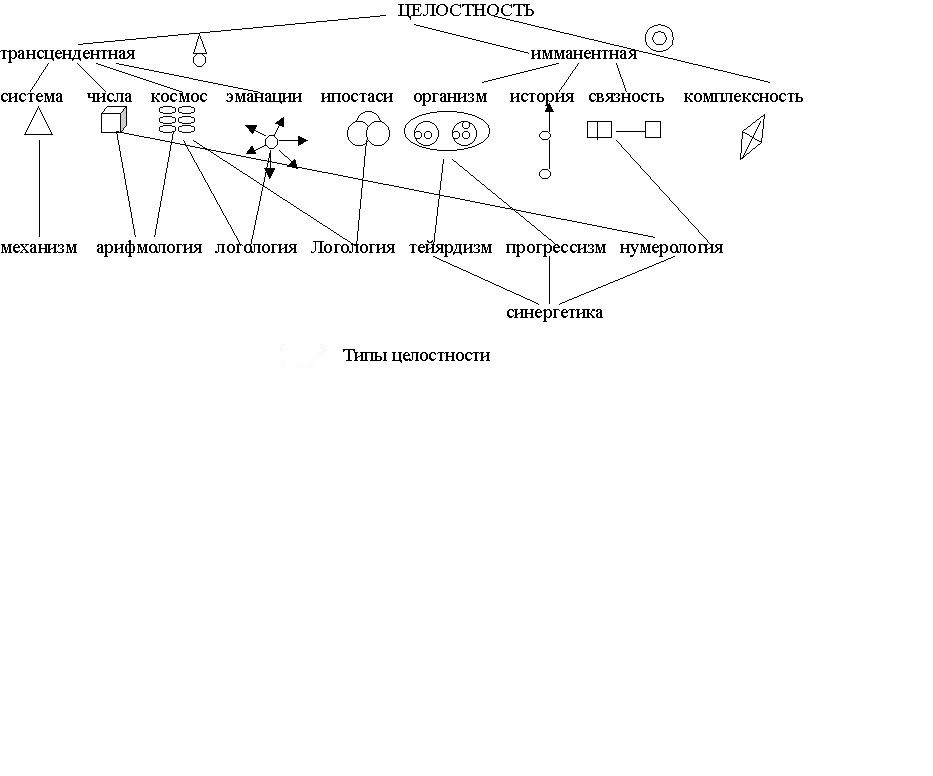 ЦЕЛОСТНОСТЬ
трансцендентная имманентная
система числа космос эманации ипостаси организм история связность комплексность
механизм арифмология логология Логология тейярдизм прогрессизм нумерология
синергетика
Типы целостности